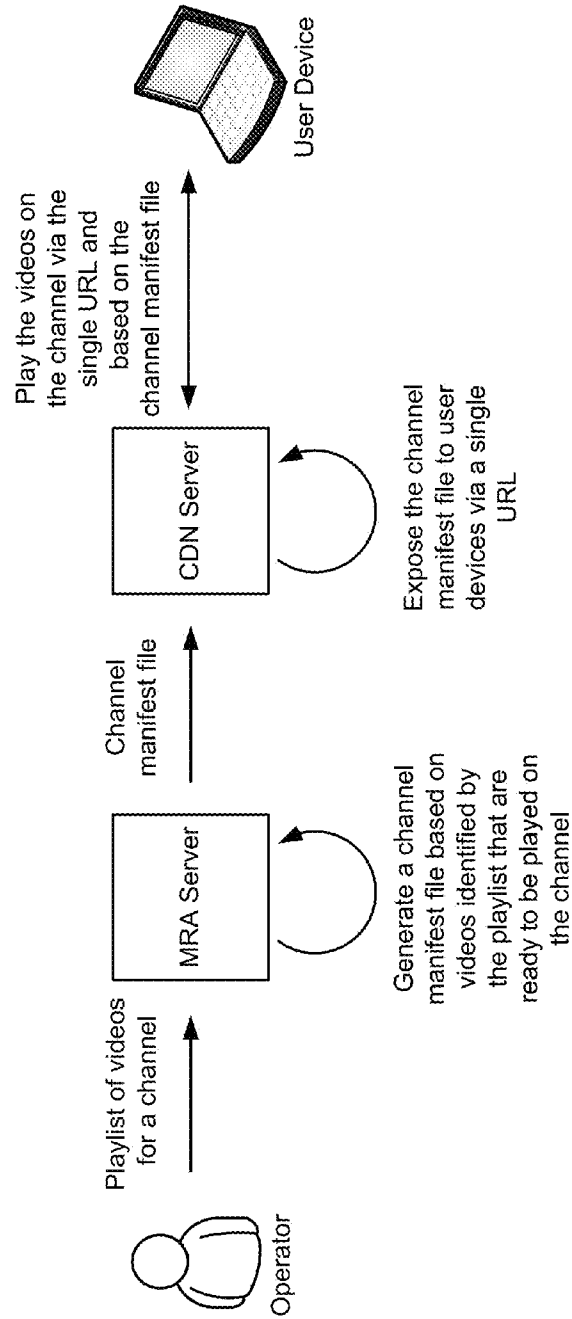 Operator
Playlist of videos
for a channel
MRA Server
Generate a channel
manifest file based on
videos identified by
the playlist that are
ready to be played on
the channel
Channel
manifest file
CDN Server
Expose the channel
manifest file to user
devices via a single
URL
Play the videos on
the channel via the
single URL and
based on the
channel manifest file
User Device